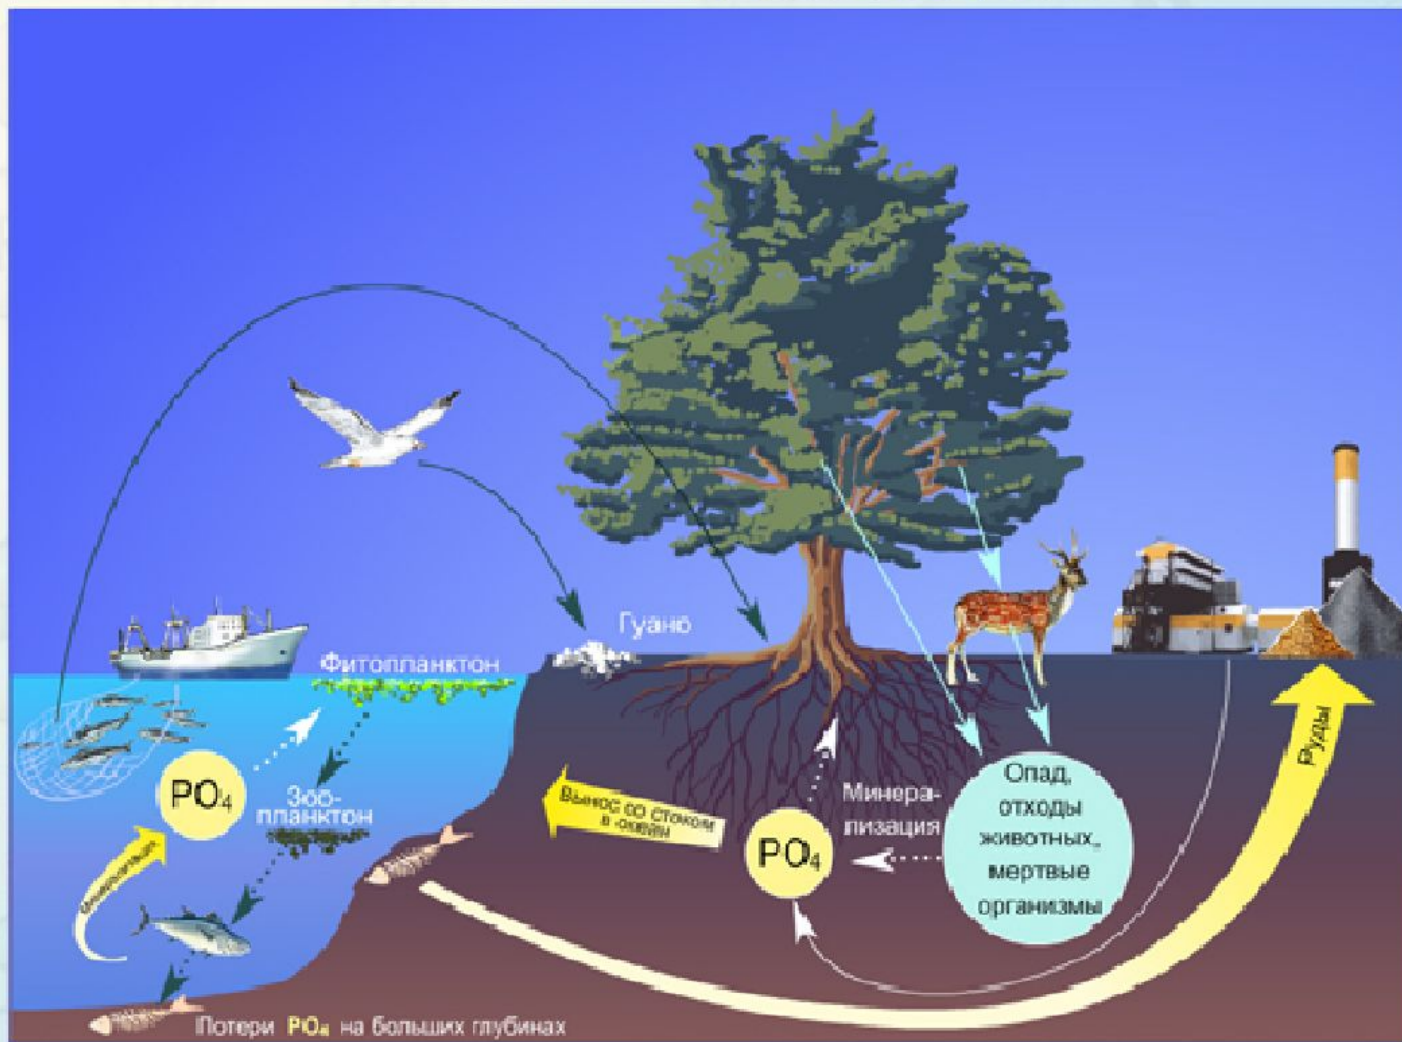 Гуано
Фитопланктон
PO₄
Зоо-
планктон
Минерализация
Вынос со стоком
в океан
PO₄
Минера-
лизация
Опад,
отходы
животных,
мертвые
организмы
Руды
Потери PO₄ на больших глубинах